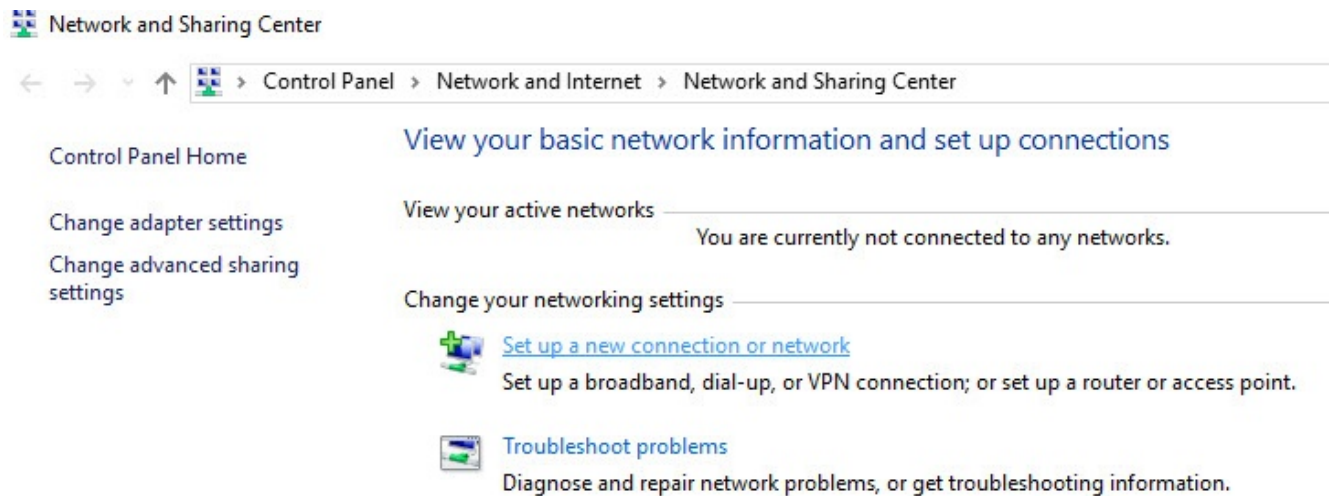 Network and Sharing Center
Control Panel > Network and Internet > Network and Sharing Center
Control Panel Home
Change adapter settings
Change advanced sharing
settings
View your basic network information and set up connections
View your active networks
You are currently not connected to any networks.
Change your networking settings
Set up a new connection or network
Set up a broadband, dial-up, or VPN connection; or set up a router or access point.
Troubleshoot problems
Diagnose and repair network problems, or get troubleshooting information.